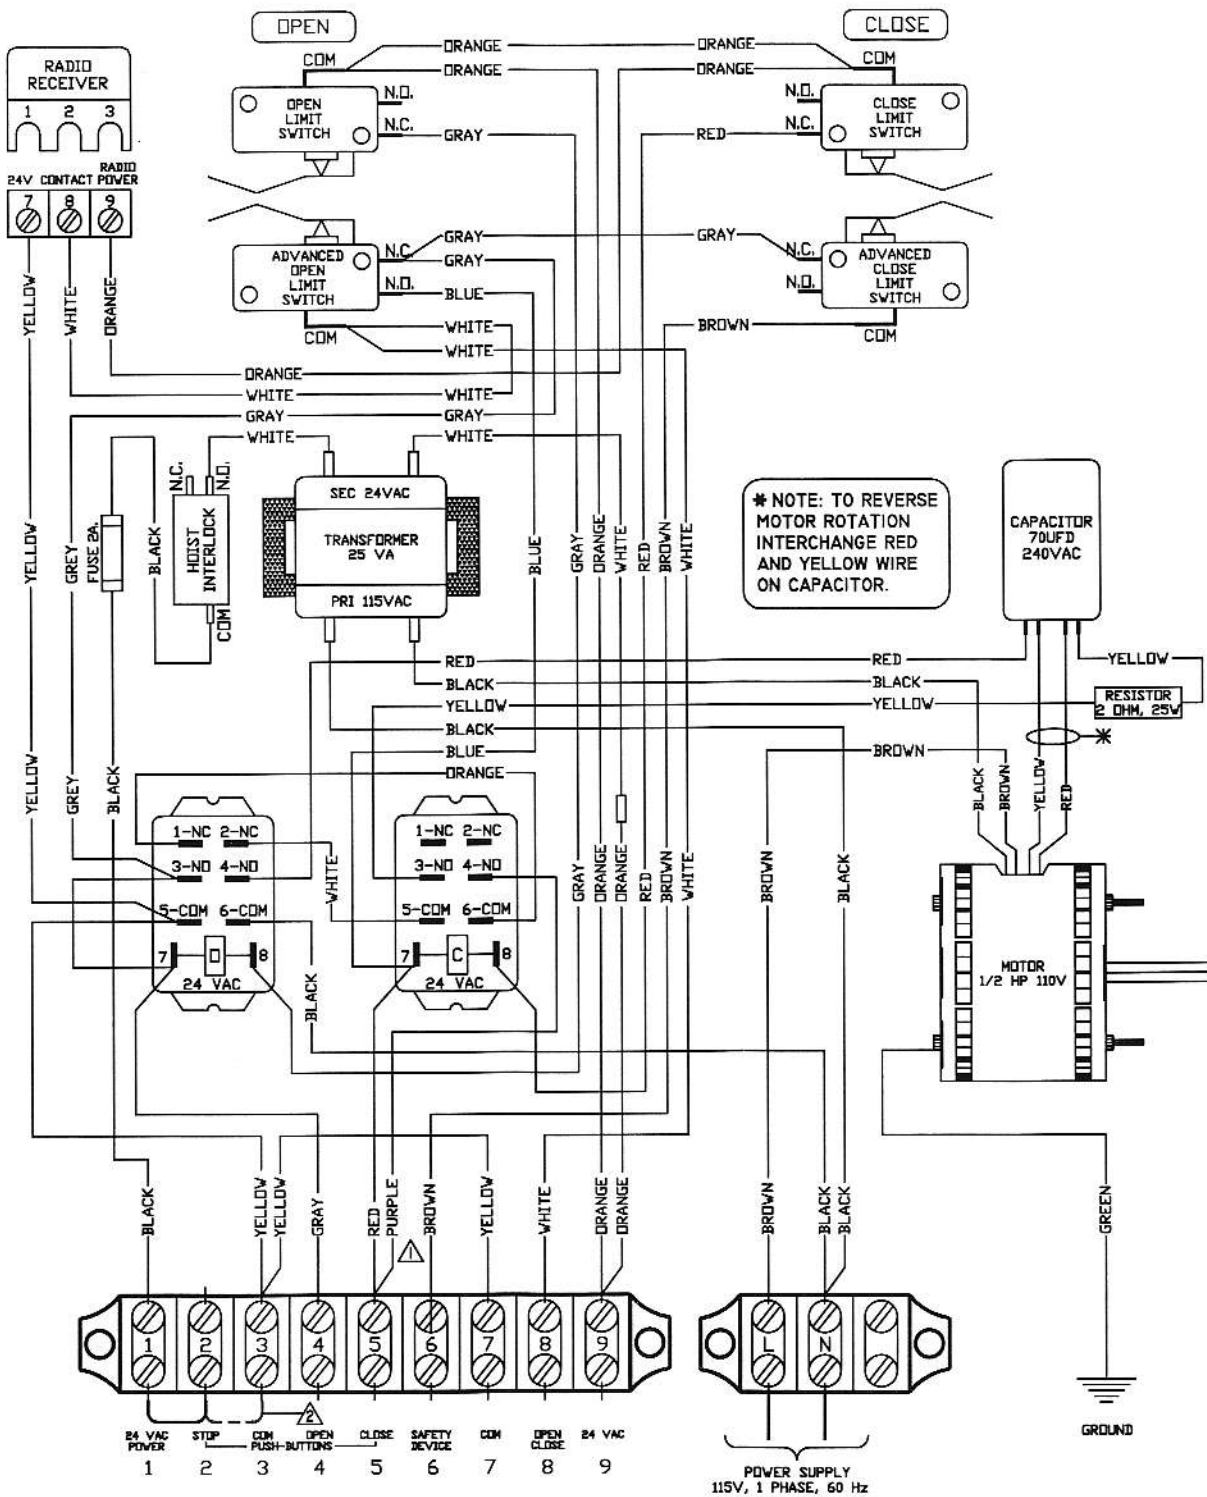 OPEN
CLOSE
RADIO
RECEIVER
1 2 3
RADIO
24V CONTACT POWER
7 8 9
YELLOW
WHITE
ORANGE
COM
ORANGE
ORANGE
ORANGE
ORANGE
COM
OPEN
LIMIT
SWITCH
N.O.
N.C.
GRAY
RED
N.O.
N.C.
CLOSE
LIMIT
SWITCH
ADVANCED
OPEN
LIMIT
SWITCH
N.C.
N.O.
COM
GRAY
GRAY
BLUE
WHITE
WHITE
GRAY
BROWN
N.C.
N.O.
ADVANCED
CLOSE
LIMIT
SWITCH
COM
ORANGE
WHITE
WHITE
GRAY
GRAY
WHITE
WHITE
YELLOW
GREY
FUSE 2A.
BLACK
N.C.
N.O.
HOIST
INTERLOCK
COM
SEC 24VAC
TRANSFORMER
25 VA
PRI 115VAC
BLUE
GRAY
ORANGE
WHITE
RED
BROWN
WHITE
* NOTE: TO REVERSE
MOTOR ROTATION
INTERCHANGE RED
AND YELLOW WIRE
ON CAPACITOR.
CAPACITOR
70UFD
240VAC
RED
RED
BLACK
BLACK
YELLOW
YELLOW
BLACK
BLUE
BROWN
ORANGE
YELLOW
RESISTOR
2 OHM, 25W
*
BLACK
BROWN
YELLOW
RED
YELLOW
GREY
BLACK
1-NC 2-NC
3-NO 4-NO
5-COM 6-COM
7 O 8
24 VAC
WHITE
BLACK
1-NC 2-NC
3-NO 4-NO
5-COM 6-COM
7 C 8
24 VAC
GRAY
ORANGE
ORANGE
RED
BROWN
WHITE
BROWN
BLACK
MOTOR
1/2 HP 110V
BLACK
YELLOW
YELLOW
GRAY
RED
PURPLE
1
BROWN
YELLOW
WHITE
ORANGE
ORANGE
BROWN
BLACK
BLACK
GREEN
1 2 3 4 5 6 7 8 9
L N
2
24 VAC
POWER
STOP
COM
OPEN
CLOSE
PUSH-BUTTONS
SAFETY
DEVICE
COM
OPEN
CLOSE
24 VAC
1 2 3 4 5 6 7 8 9
POWER SUPPLY
115V, 1 PHASE, 60 Hz
GROUND